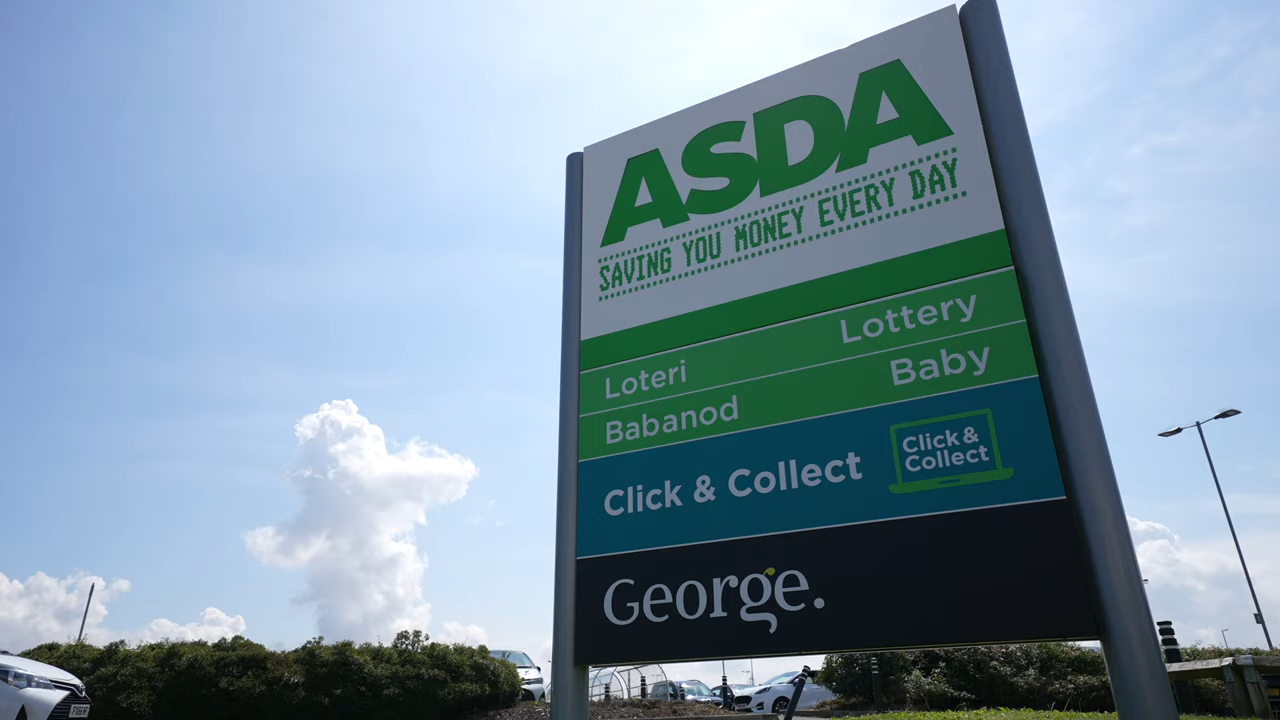 ASDA
SAVING YOU MONEY EVERY DAY
Loteri Lottery
Babanod Baby
Click & Collect
Click &
Collect
George.